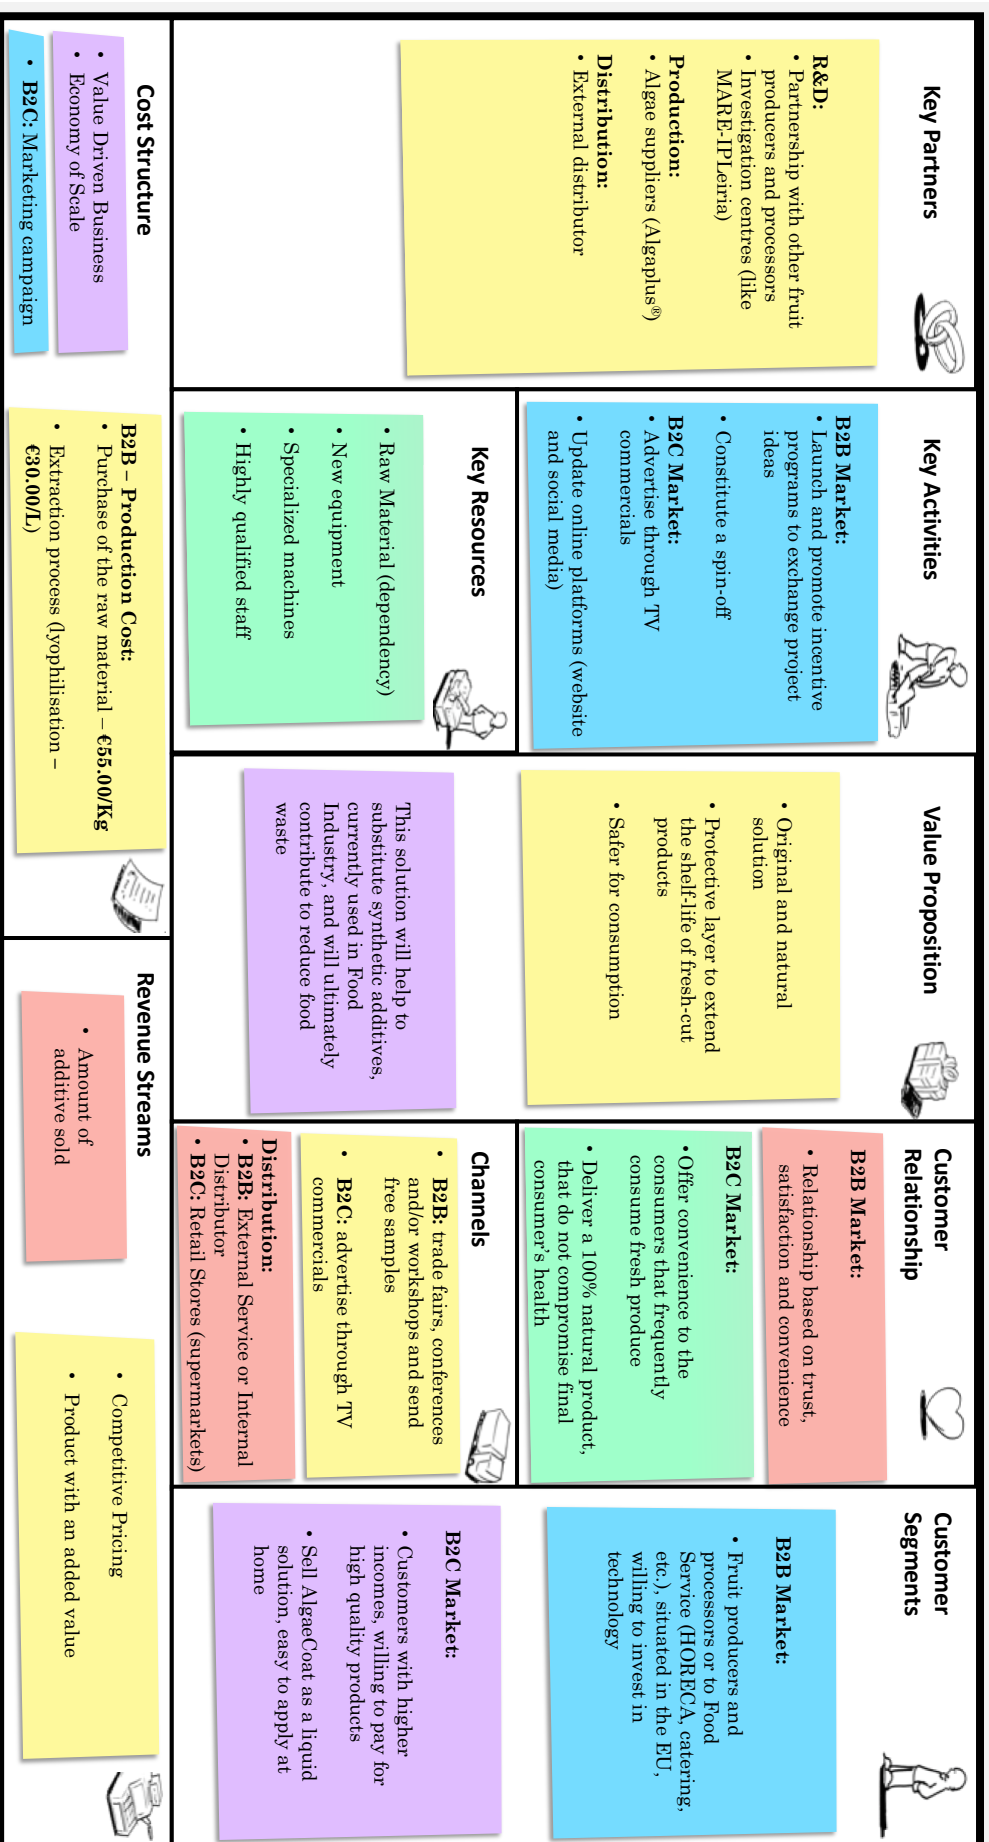 Key Partners
R&D:
• Partnership with other fruit
producers and processors
• Investigation centres (like
MARE-IPLeiria)
Production:
• Algae suppliers (Algaplus®)
Distribution:
• External distributor
Key Activities
B2B Market:
• Launch and promote incentive
programs to exchange project
ideas
• Constitute a spin-off
B2C Market:
• Advertise through TV
commercials
• Update online platforms (website
and social media)
Key Resources
• Raw Material (dependency)
• New equipment
• Specialized machines
• Highly qualified staff
Value Proposition
• Original and natural
solution
• Protective layer to extend
the shelf-life of fresh-cut
products
• Safer for consumption
This solution will help to
substitute synthetic additives,
currently used in Food
Industry, and will ultimately
contribute to reduce food
waste
Customer
Relationship
B2B Market:
• Relationship based on trust,
satisfaction and convenience
B2C Market:
• Offer convenience to the
consumers that frequently
consume fresh produce
• Deliver a 100% natural product,
that do not compromise final
consumer's health
Channels
• B2B: trade fairs, conferences
and/or workshops and send
free samples
• B2C: advertise through TV
commercials
Distribution:
• B2B: External Service or Internal
Distributor
• B2C: Retail Stores (supermarkets)
Customer
Segments
B2B Market:
• Fruit producers and
processors or to Food
Service (HORECA, catering,
etc.), situated in the EU,
willing to invest in
technology
B2C Market:
• Customers with higher
incomes, willing to pay for
high quality products
• Sell AlgaeCoat as a liquid
solution, easy to apply at
home
Cost Structure
• Value Driven Business
• Economy of Scale
• B2C: Marketing campaign
B2B – Production Cost:
• Purchase of the raw material – €55.00/Kg
• Extraction process (lyophilisation –
€30.00/L)
Revenue Streams
• Amount of
additive sold
• Competitive Pricing
• Product with an added value